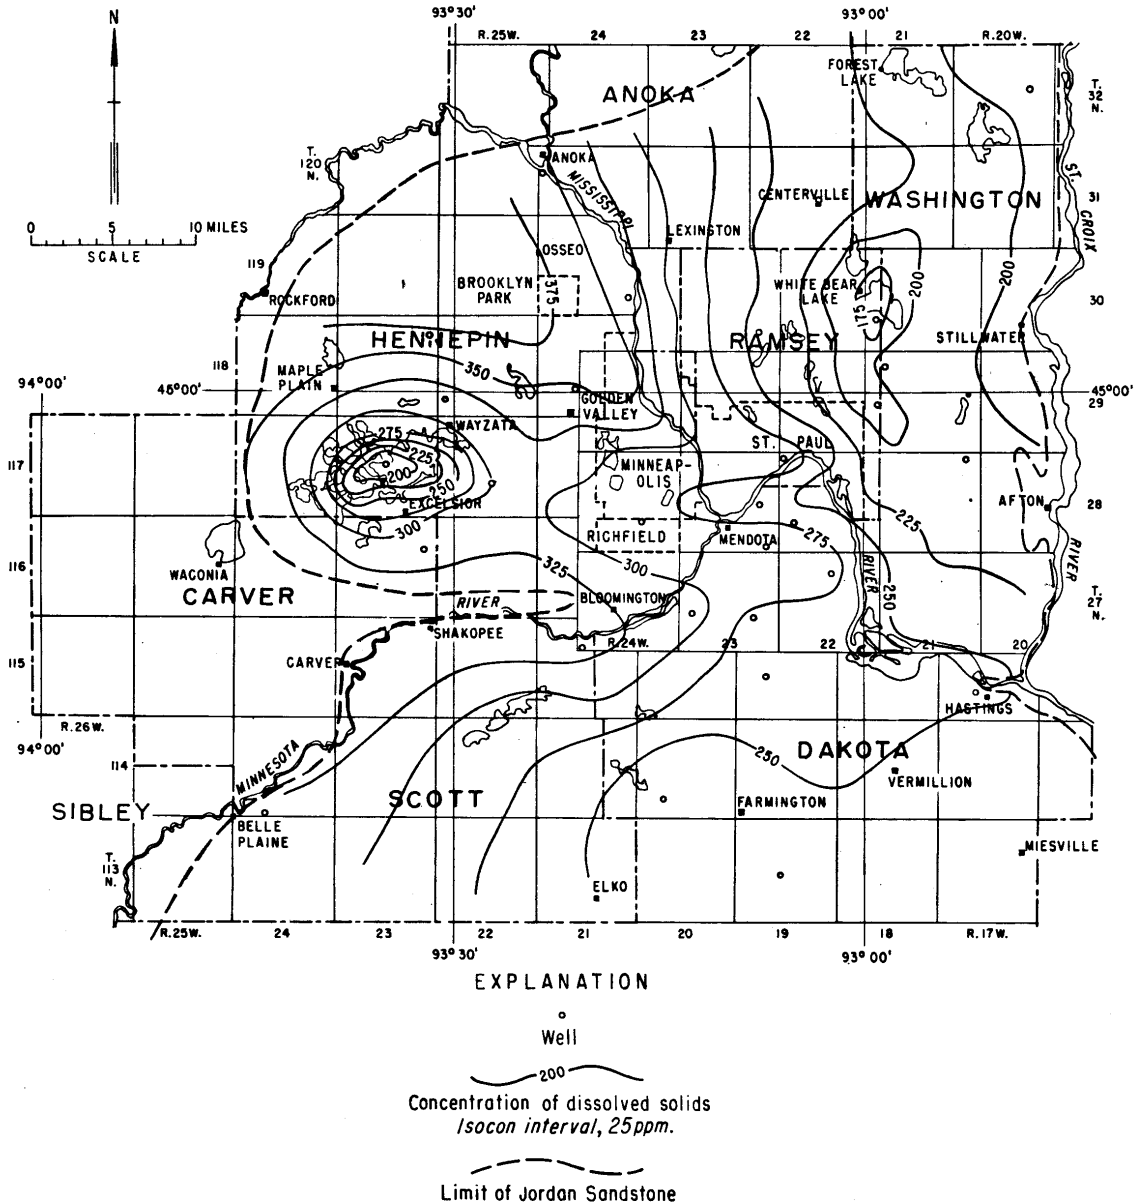 93°30'
93°00'
N
R.25W.
24
23
22
21
R.20W.
FOREST
LAKE
ANOKA
T.
32
N.
T.
120
N.
ANOKA
MISSISSIPPI
CENTERVILLE
WASHINGTON
31
ST.
CROIX
0
5
10 MILES
SCALE
LEXINGTON
OSSEO
119
BROOKLYN
PARK
375
WHITE BEAR
LAKE
175
200
200
30
ROCKFORD
HENNEPIN
RAMSEY
STILLWATER
118
MAPLE
PLAIN
350
94°00'
45°00'
45°00'
GOLDEN
VALLEY
29
275
WAYZATA
ST. PAUL
117
225
200
MINNEAP-
OLIS
250
EXCELSIOR
AFTON
28
300
RICHFIELD
MENDOTA
275
225
WACONIA
116
325
300
CARVER
RIVER
BLOOMINGTON
RIVER
250
RIVER
T.
27
N.
SHAKOPEE
115
CARVER
R.24W.
23
22
21
20
R.26W.
HASTINGS
94°00'
114
MINNESOTA
250
DAKOTA
VERMILLION
SIBLEY
SCOTT
FARMINGTON
BELLE
PLAINE
MIESVILLE
T.
113
N.
ELKO
R.25W.
24
23
22
21
20
19
18
R.17W.
93°30'
93°00'
EXPLANATION
Well
200
Concentration of dissolved solids
Isocon interval, 25ppm.
Limit of Jordan Sandstone